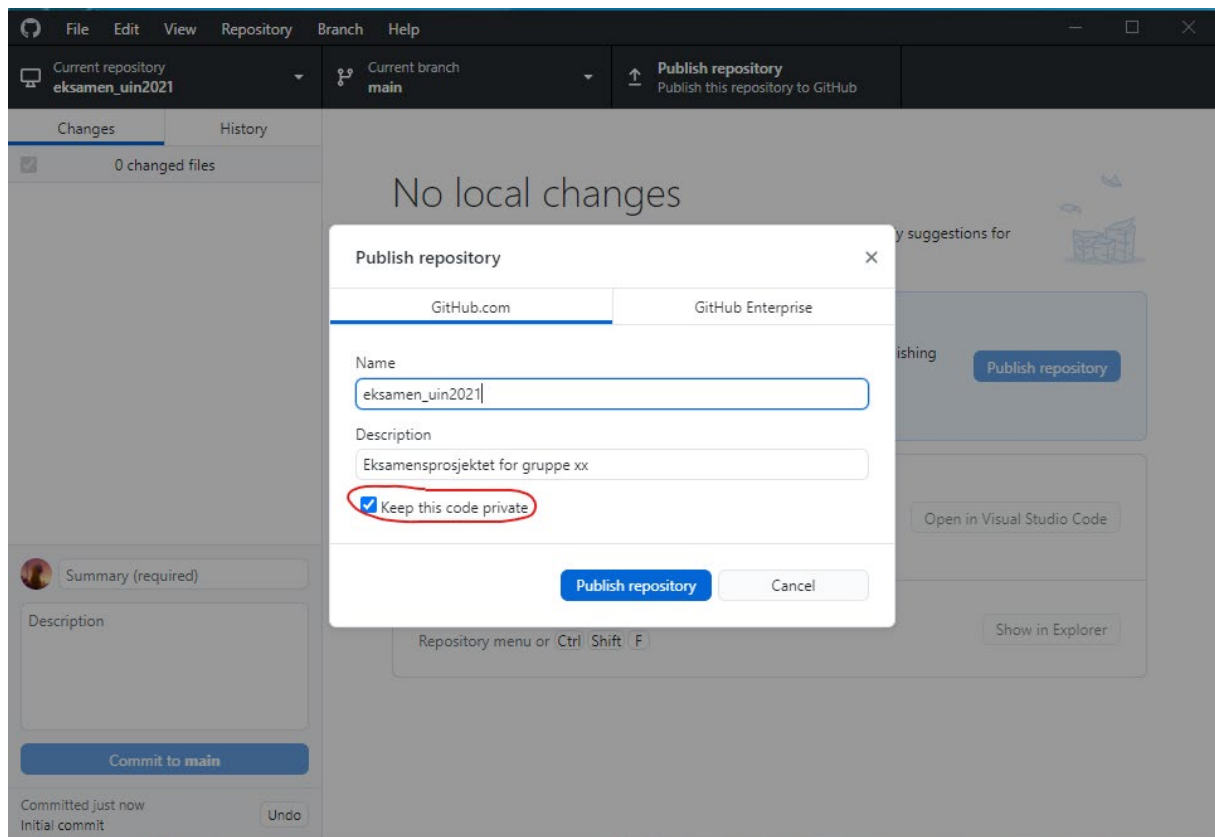 File Edit View Repository Branch Help
Current repository
eksamen_uin2021
Current branch
main
Publish repository
Publish this repository to GitHub
Changes History
0 changed files
No local changes
y suggestions for
Publish repository
GitHub.com GitHub Enterprise
Name
eksamen_uin2021
Description
Eksamensprosjektet for gruppe xx
Keep this code private
Publish repository Cancel
ishing
Publish repository
Open in Visual Studio Code
Repository menu or Ctrl Shift F
Show in Explorer
Summary (required)
Description
Commit to main
Committed just now
Initial commit
Undo